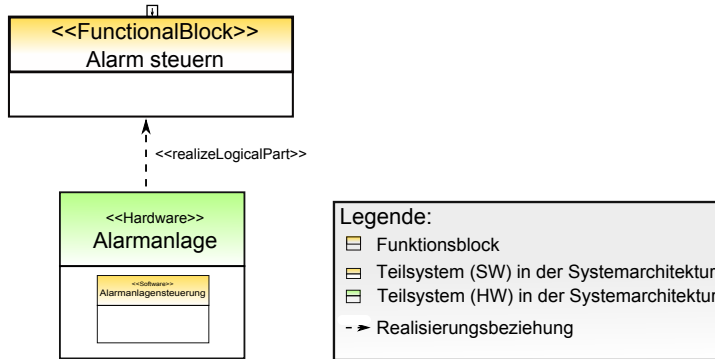 <<FunctionalBlock>>
Alarm steuern
<<realizeLogicalPart>>
<<Hardware>>
Alarmanlage
<<Software>>
Alarmanlagensteuerung
Legende:
Funktionsblock
Teilsystem (SW) in der Systemarchitektur
Teilsystem (HW) in der Systemarchitektur
Realisierungsbeziehung